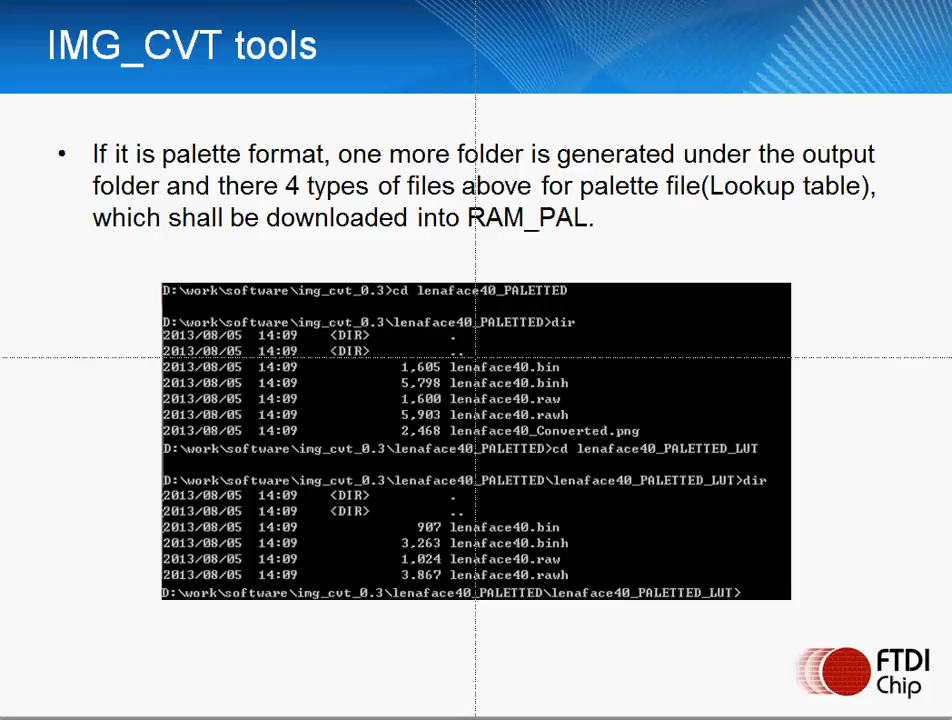 IMG_CVT tools
• If it is palette format, one more folder is generated under the output
folder and there 4 types of files above for palette file(Lookup table),
which shall be downloaded into RAM_PAL.
D:\work\software\img_cvt_0.3>cd lenaface40_PALETTED
D:\work\software\img_cvt_0.3\lenaface40_PALETTED>dir
2013/08/05 14:09 <DIR> .
2013/08/05 14:09 <DIR> ..
2013/08/05 14:09 1,605 lenaface40.bin
2013/08/05 14:09 5,798 lenaface40.binh
2013/08/05 14:09 1,600 lenaface40.raw
2013/08/05 14:09 5,903 lenaface40.rawh
2013/08/05 14:09 2,468 lenaface40_Converted.png
D:\work\software\img_cvt_0.3\lenaface40_PALETTED>cd lenaface40_PALETTED_LUT
D:\work\software\img_cvt_0.3\lenaface40_PALETTED\lenaface40_PALETTED_LUT>dir
2013/08/05 14:09 <DIR> .
2013/08/05 14:09 <DIR> ..
2013/08/05 14:09 907 lenaface40.bin
2013/08/05 14:09 3,263 lenaface40.binh
2013/08/05 14:09 1,024 lenaface40.raw
2013/08/05 14:09 3,867 lenaface40.rawh
D:\work\software\img_cvt_0.3\lenaface40_PALETTED\lenaface40_PALETTED_LUT>
FTDI
Chip